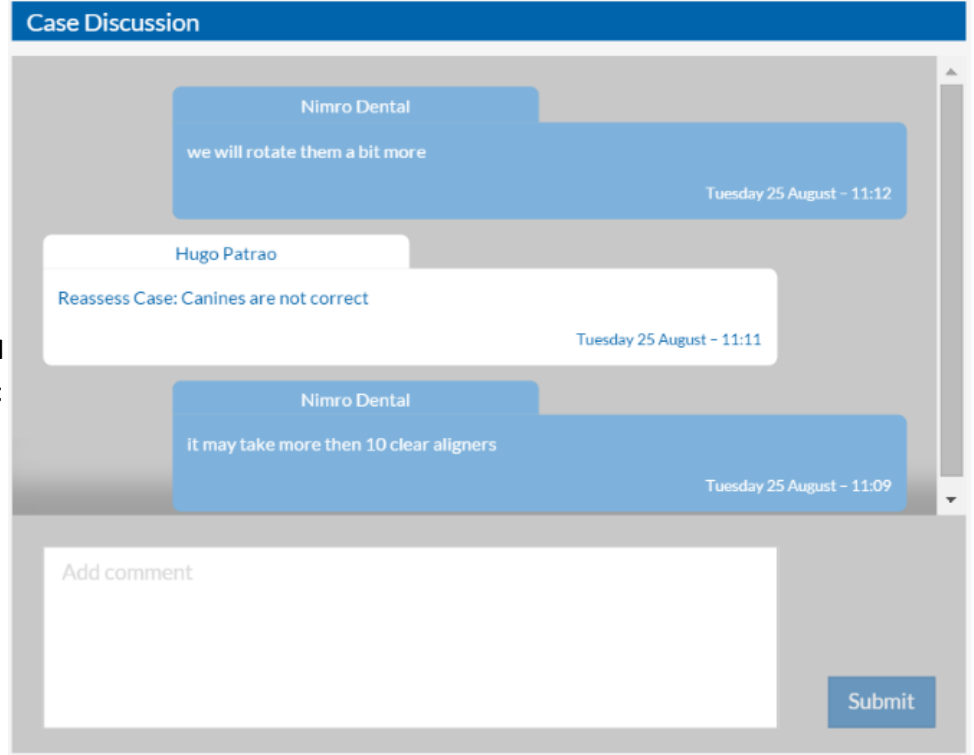 Case Discussion
Nimro Dental
we will rotate them a bit more
Tuesday 25 August – 11:12
Hugo Patrao
Reassess Case: Canines are not correct
Tuesday 25 August – 11:11
Nimro Dental
it may take more then 10 clear aligners
Tuesday 25 August – 11:09
Add comment
Submit